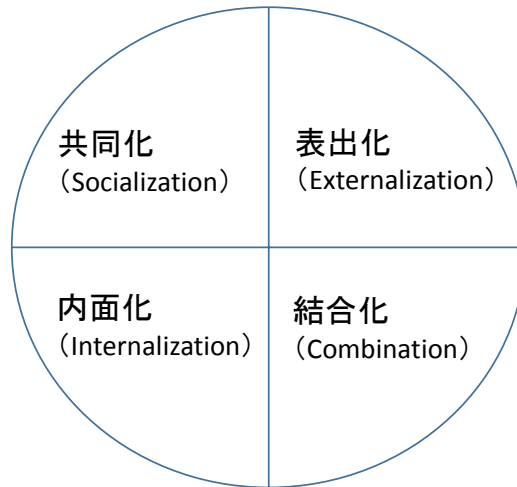 共同化
（Socialization）
表出化
（Externalization）
内面化
（Internalization）
結合化
（Combination）